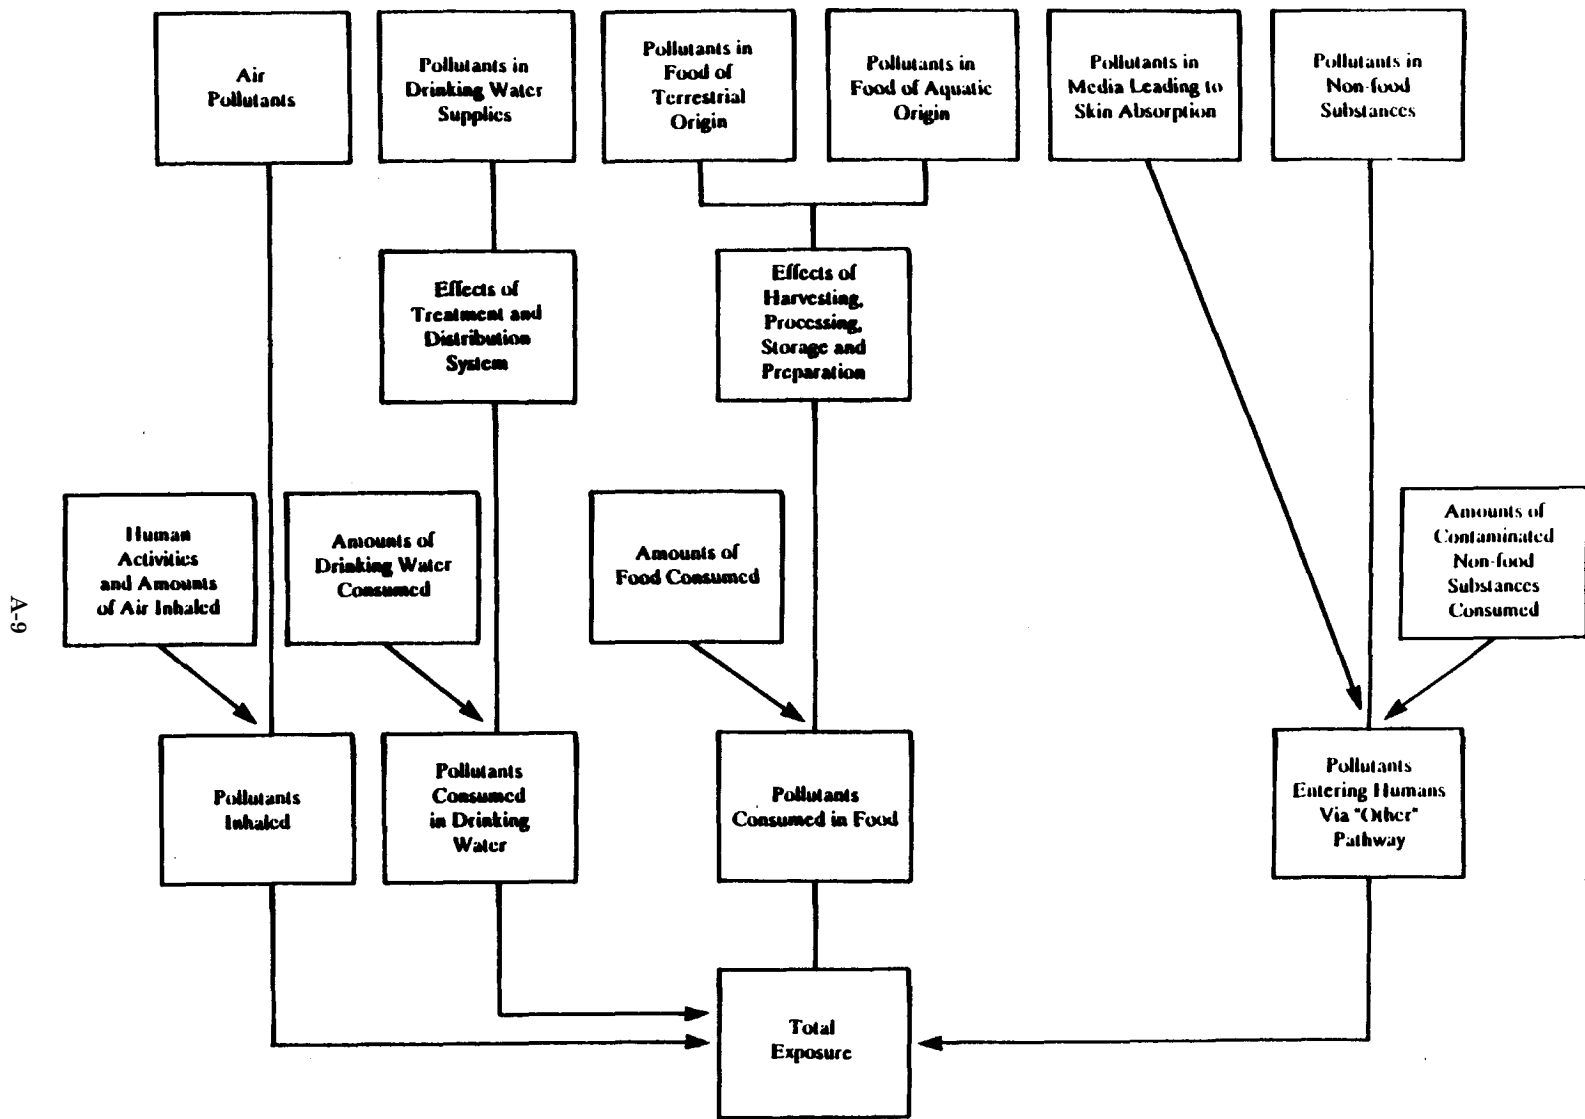 Air
Pollutants
Pollutants in
Drinking Water
Supplies
Pollutants in
Food of
Terrestrial
Origin
Pollutants in
Food of Aquatic
Origin
Pollutants in
Media Leading to
Skin Absorption
Pollutants in
Non-food
Substances
Effects of
Treatment and
Distribution
System
Effects of
Harvesting,
Processing,
Storage and
Preparation
Human
Activities
and Amounts
of Air Inhaled
Amounts of
Drinking Water
Consumed
Amounts of
Food Consumed
Amounts of
Contaminated
Non-food
Substances
Consumed
Pollutants
Inhaled
Pollutants
Consumed
in Drinking
Water
Pollutants
Consumed in Food
Pollutants
Entering Humans
Via "Other"
Pathway
Total
Exposure
A-9